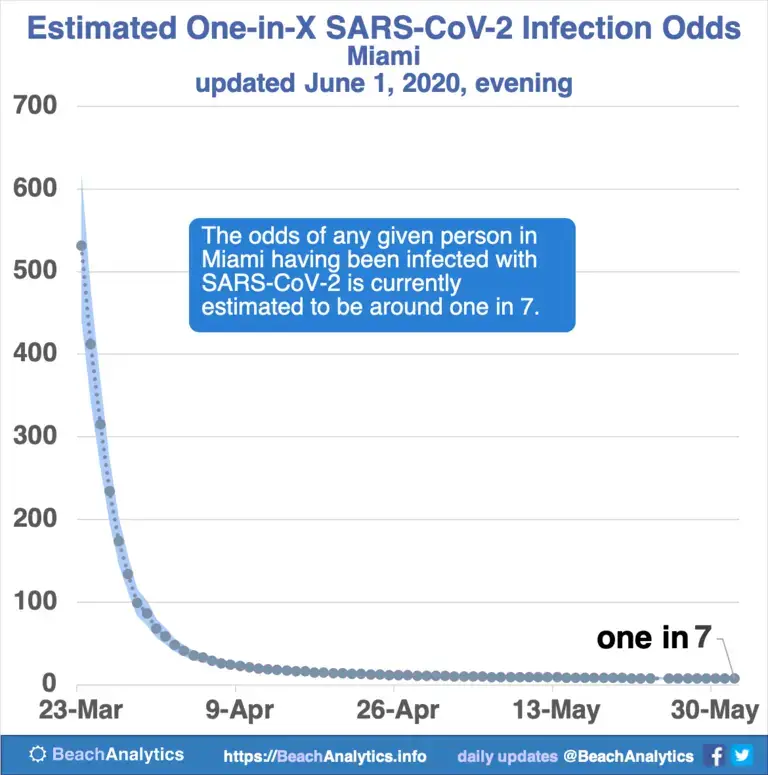 Estimated One-in-X SARS-CoV-2 Infection Odds
Miami
updated June 1, 2020, evening
700
600
The odds of any given person in
Miami having been infected with
SARS-CoV-2 is currently
estimated to be around one in 7.
500
400
300
200
100
one in 7
0
23-Mar 9-Apr 26-Apr 13-May 30-May
BeachAnalytics https://BeachAnalytics.info daily updates @BeachAnalytics f